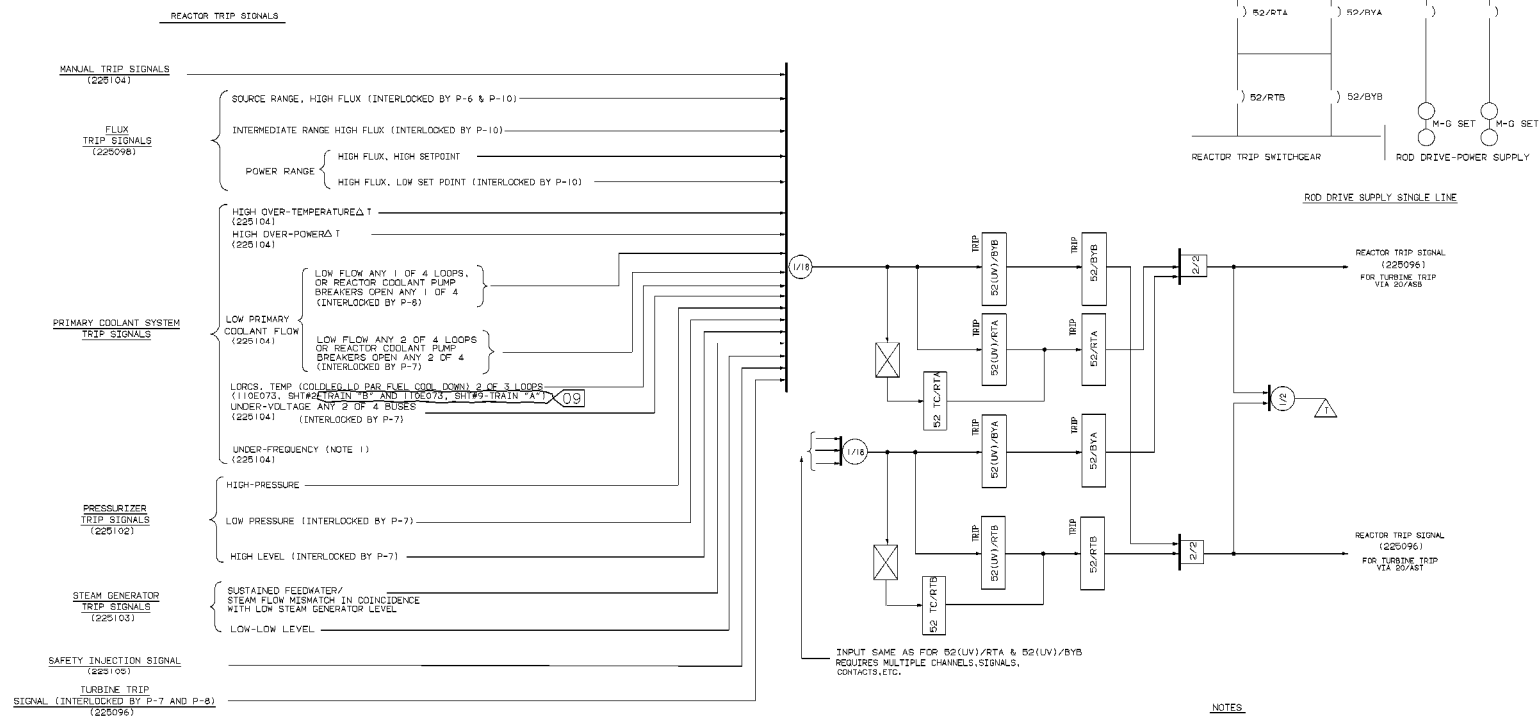 REACTOR TRIP SIGNALS
MANUAL TRIP SIGNALS
(225104)
FLUX
TRIP SIGNALS
(225098)
SOURCE RANGE, HIGH FLUX (INTERLOCKED BY P-6 & P-10)
INTERMEDIATE RANGE HIGH FLUX (INTERLOCKED BY P-10)
POWER RANGE
HIGH FLUX, HIGH SETPOINT
HIGH FLUX, LOW SET POINT (INTERLOCKED BY P-10)
PRIMARY COOLANT SYSTEM
TRIP SIGNALS
HIGH OVER-TEMPERATURE△ T
(225104)
HIGH OVER-POWER△ T
(225104)
LOW PRIMARY
COOLANT FLOW
(225104)
LOW FLOW ANY 1 OF 4 LOOPS,
OR REACTOR COOLANT PUMP
BREAKERS OPEN ANY 1 OF 4
(INTERLOCKED BY P-8)
LOW FLOW ANY 2 OF 4 LOOPS
OR REACTOR COOLANT PUMP
BREAKERS OPEN ANY 2 OF 4
(INTERLOCKED BY P-7)
LORCS. TEMP (COLDLEG.LD PAR FUEL COOL DOWN) 2 OF 3 LOOPS
(110E073, SHT#2-TRAIN "B" AND 110E073, SHT#9-TRAIN "A")
09
UNDER-VOLTAGE ANY 2 OF 4 BUSES
(225104)
(INTERLOCKED BY P-7)
UNDER-FREQUENCY (NOTE 1)
(225104)
PRESSURIZER
TRIP SIGNALS
(225102)
HIGH-PRESSURE
LOW PRESSURE (INTERLOCKED BY P-7)
HIGH LEVEL (INTERLOCKED BY P-7)
STEAM GENERATOR
TRIP SIGNALS
(225103)
SUSTAINED FEEDWATER/
STEAM FLOW MISMATCH IN COINCIDENCE
WITH LOW STEAM GENERATOR LEVEL
LOW-LOW LEVEL
SAFETY INJECTION SIGNAL
(225105)
TURBINE TRIP
SIGNAL (INTERLOCKED BY P-7 AND P-8)
(225096)
1/18
TRIP
52(UV)/BYB
TRIP
52/BYB
TRIP
52(UV)/RTA
TRIP
52/RTA
52 TC/RTA
1/18
TRIP
52(UV)/BYA
TRIP
52/BYA
TRIP
52(UV)/RTB
TRIP
52/RTB
52 TC/RTB
INPUT SAME AS FOR 52(UV)/RTA & 52(UV)/BYB
REQUIRES MULTIPLE CHANNELS,SIGNALS,
CONTACTS,ETC.
2/2
2/2
1/2
T
REACTOR TRIP SIGNAL
(225096)
FOR TURBINE TRIP
VIA 20/ASB
REACTOR TRIP SIGNAL
(225096)
FOR TURBINE TRIP
VIA 20/AST
52/RTA
52/BYA
52/RTB
52/BYB
M-G SET
M-G SET
REACTOR TRIP SWITCHGEAR
ROD DRIVE-POWER SUPPLY
ROD DRIVE SUPPLY SINGLE LINE
NOTES